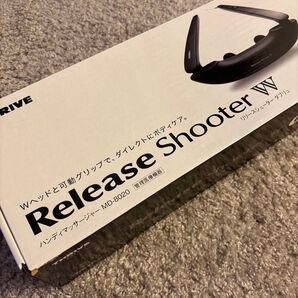 RIVE
Wヘッドと可動グリップで、ダイレクトにボディケア。
Release Shooter W
リリースシューター ダブリュ
ハンディマッサージャー MD-8020 管理医療機器
THRIVE